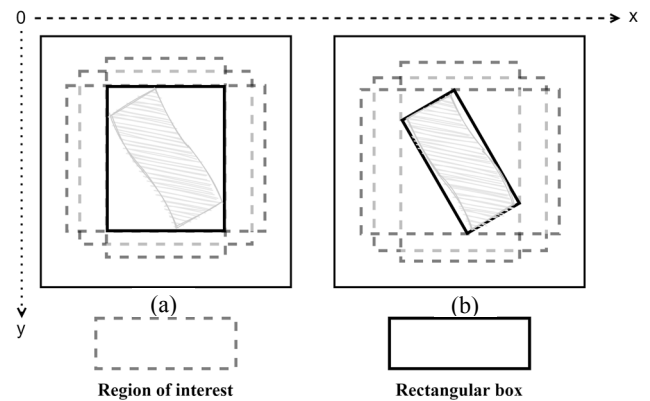 0
x
y
(a)
(b)
Region of interest
Rectangular box